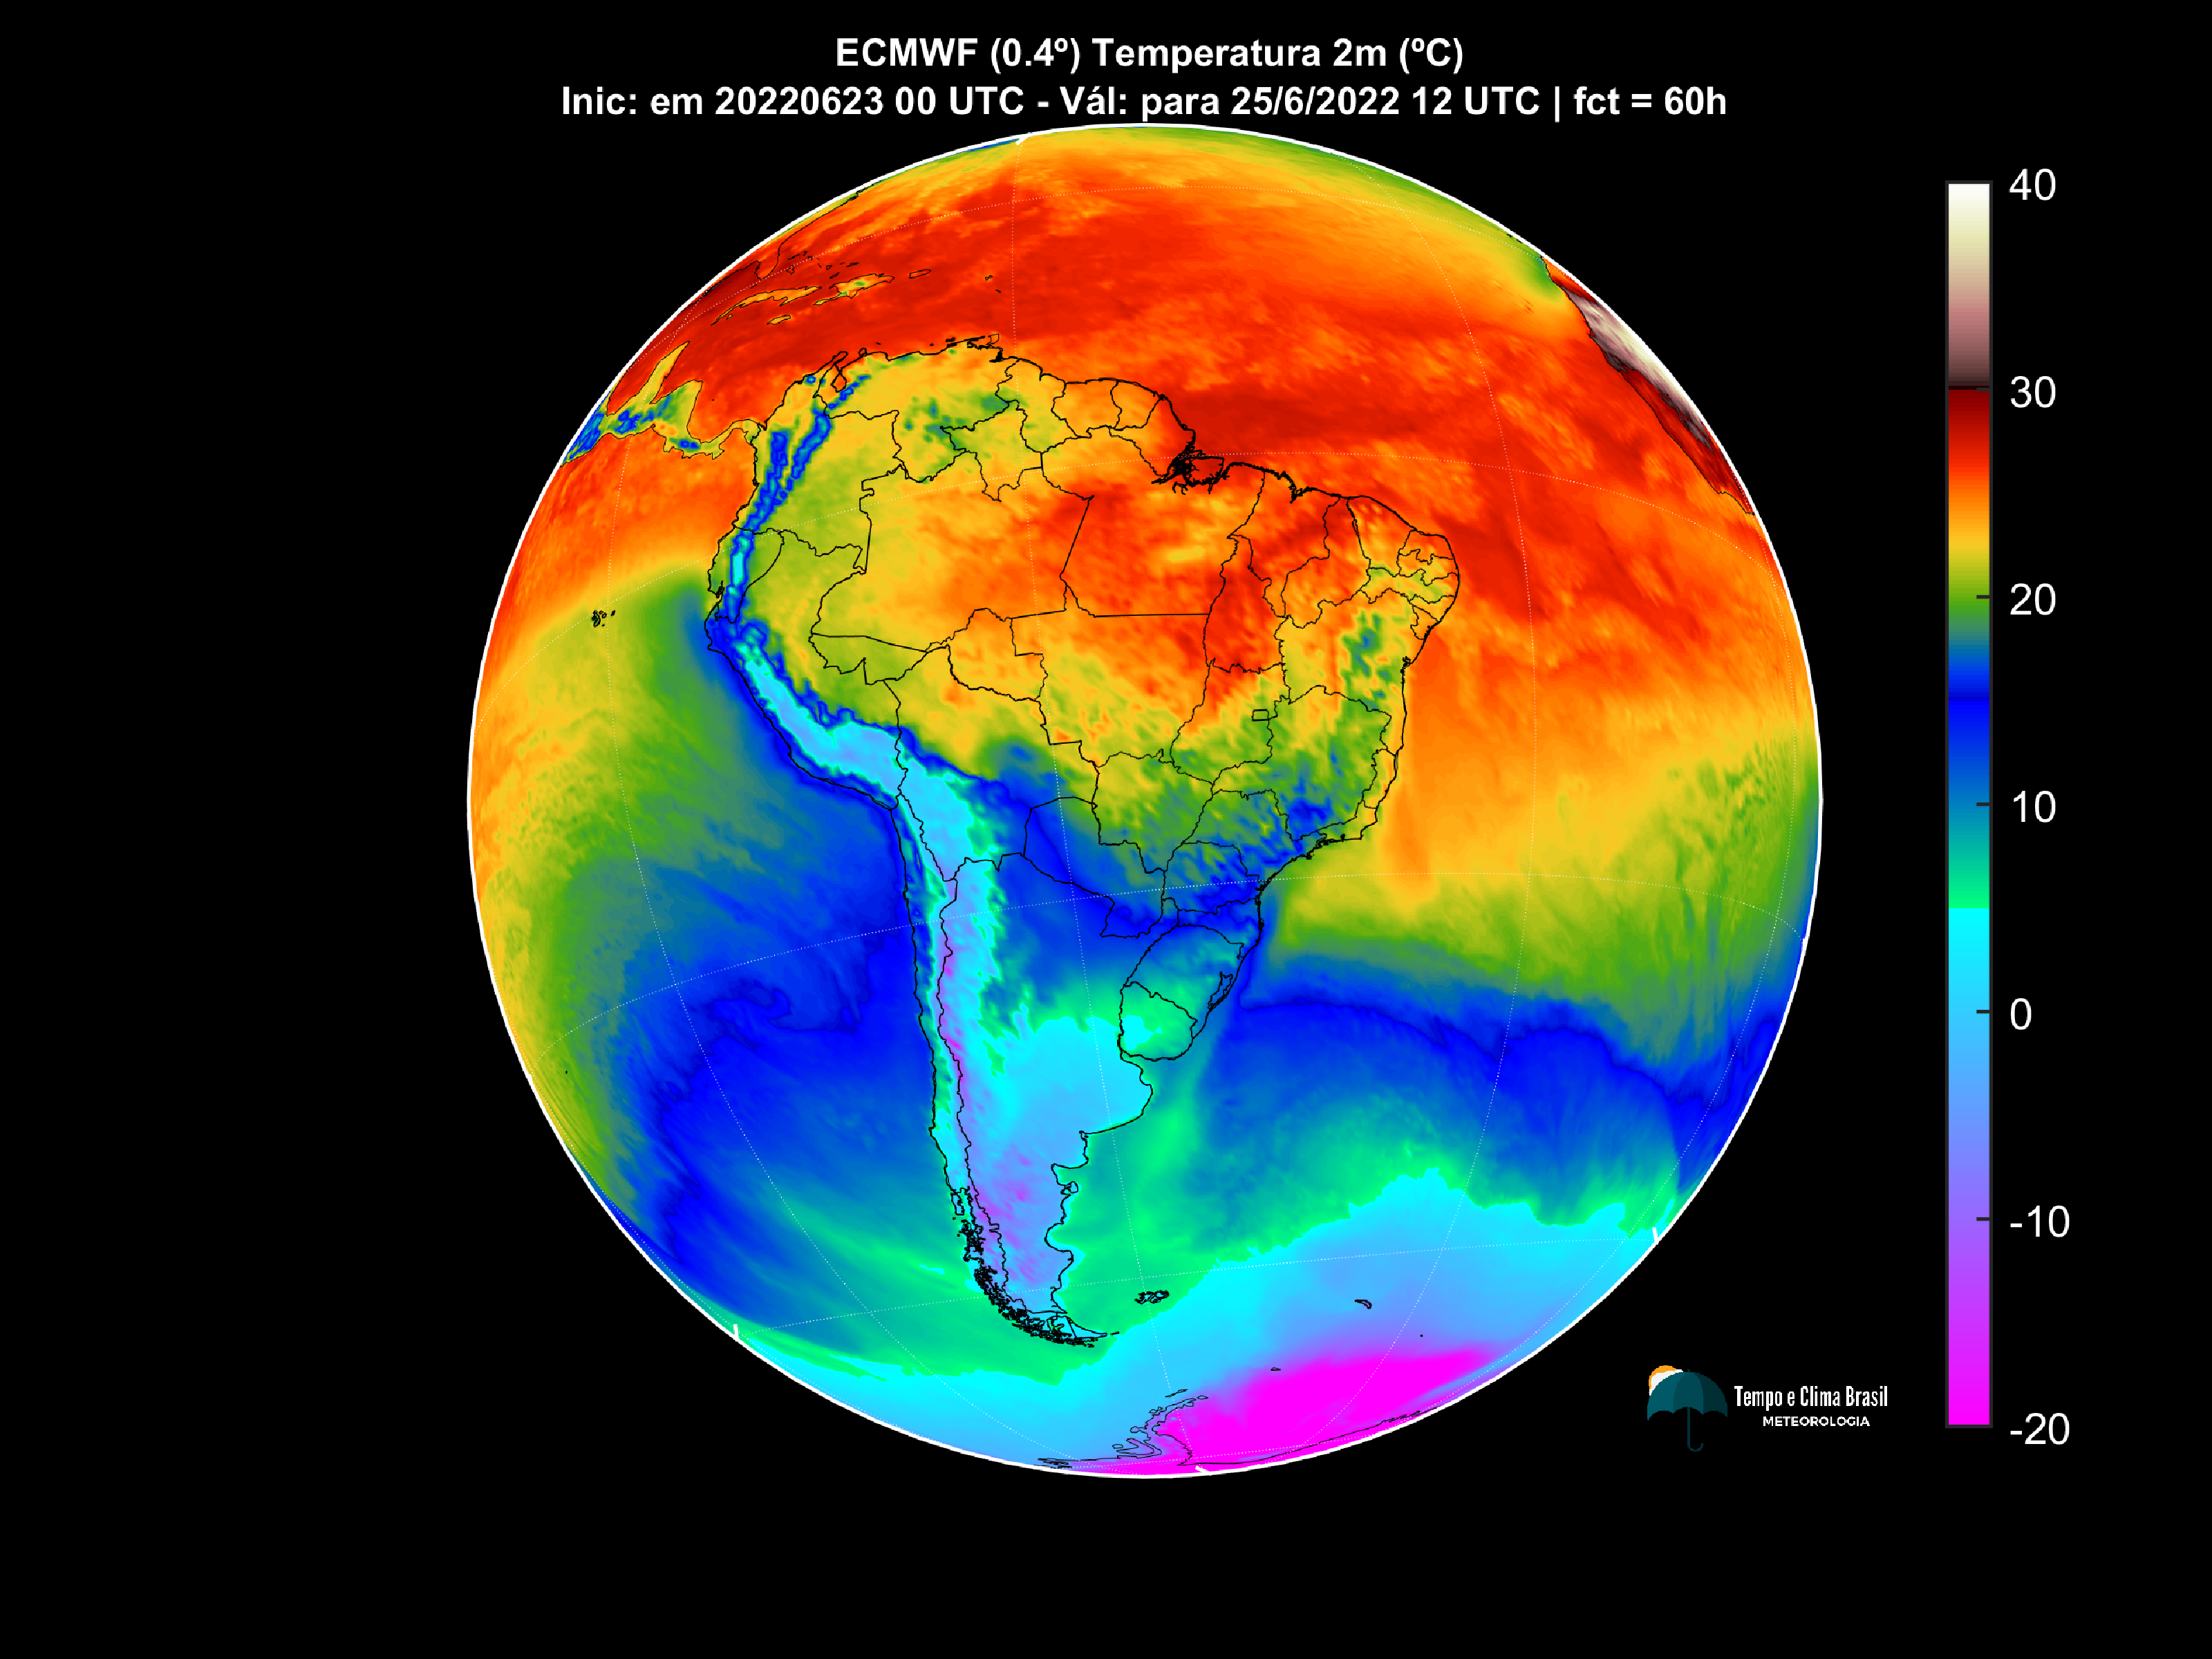 ECMWF (0.4º) Temperatura 2m (ºC)
Inic: em 20220623 00 UTC - Vál: para 25/6/2022 12 UTC | fct = 60h
40
30
20
10
0
-10
-20
Tempo e Clima Brasil
METEOROLOGIA